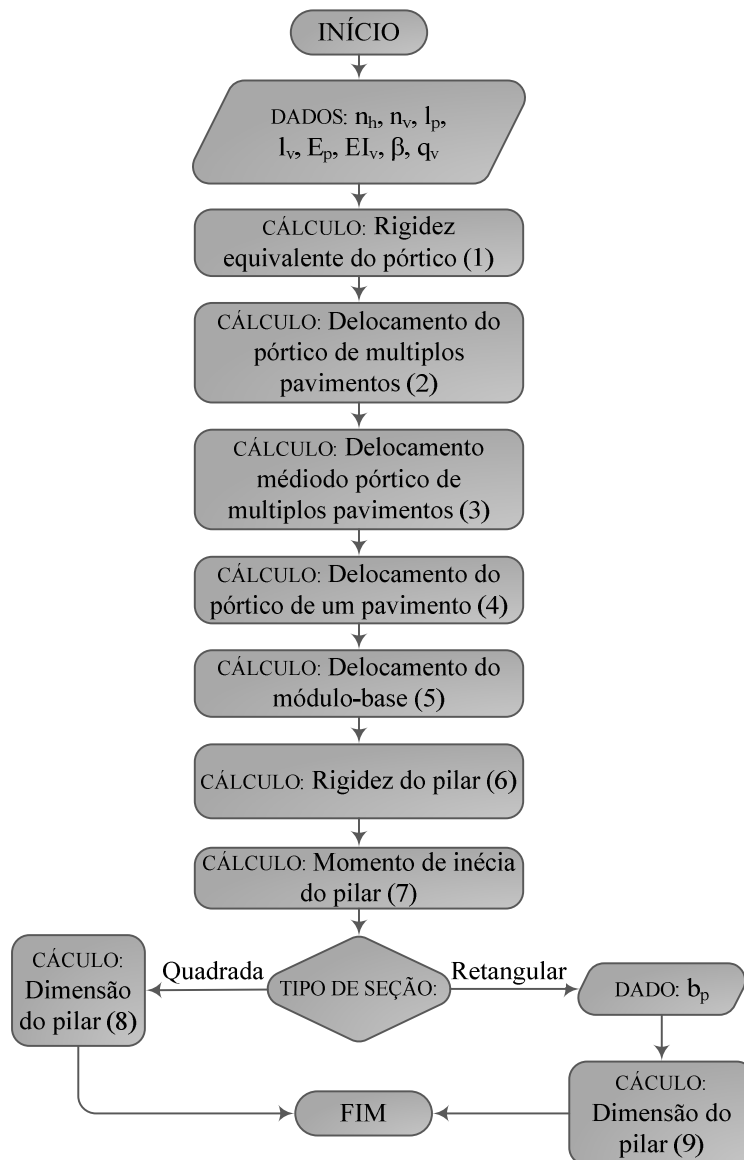 INÍCIO
DADOS: nₕ, nᵥ, lₚ,
lᵥ, Eₚ, EIᵥ, β, qᵥ
CÁLCULO: Rigidez
equivalente do pórtico (1)
CÁLCULO: Delocamento do
pórtico de multiplos
pavimentos (2)
CÁLCULO: Delocamento
médiodo pórtico de
multiplos pavimentos (3)
CÁLCULO: Delocamento do
pórtico de um pavimento (4)
CÁLCULO: Delocamento do
módulo-base (5)
CÁLCULO: Rigidez do pilar (6)
CÁLCULO: Momento de inécia
do pilar (7)
TIPO DE SEÇÃO:
Quadrada
CÁCULO:
Dimensão
do pilar (8)
Retangular
DADO: bₚ
CÁCULO:
Dimensão do
pilar (9)
FIM